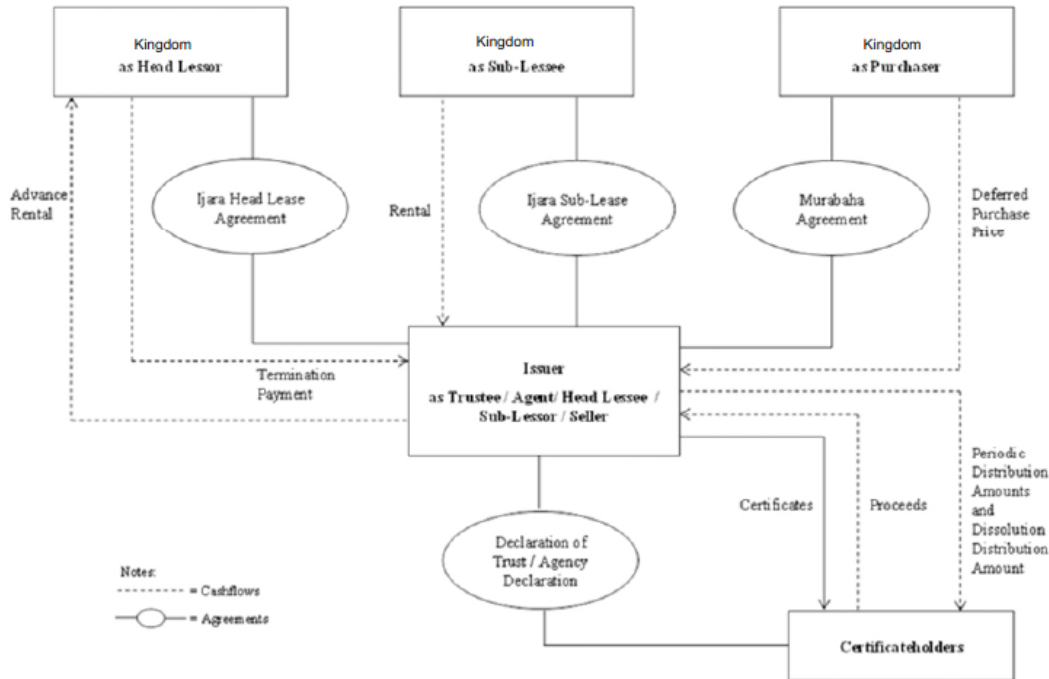 Kingdom
as Head Lessor
Kingdom
as Sub-Lessee
Kingdom
as Purchaser
Advance
Rental
Ijara Head Lease
Agreement
Rental
Ijara Sub-Lease
Agreement
Murabaha
Agreement
Deferred
Purchase
Price
Termination
Payment
Issuer
as Trustee / Agent/ Head Lessee /
Sub-Lessor / Seller
Certificates
Proceeds
Periodic
Distribution
Amounts
and
Dissolution
Distribution
Amount
Declaration of
Trust / Agency
Declaration
Notes:
= Cashflows
= Agreements
Certificateholders